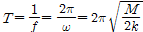 T = 1/f = 2π/ω = 2π√(M/2k)